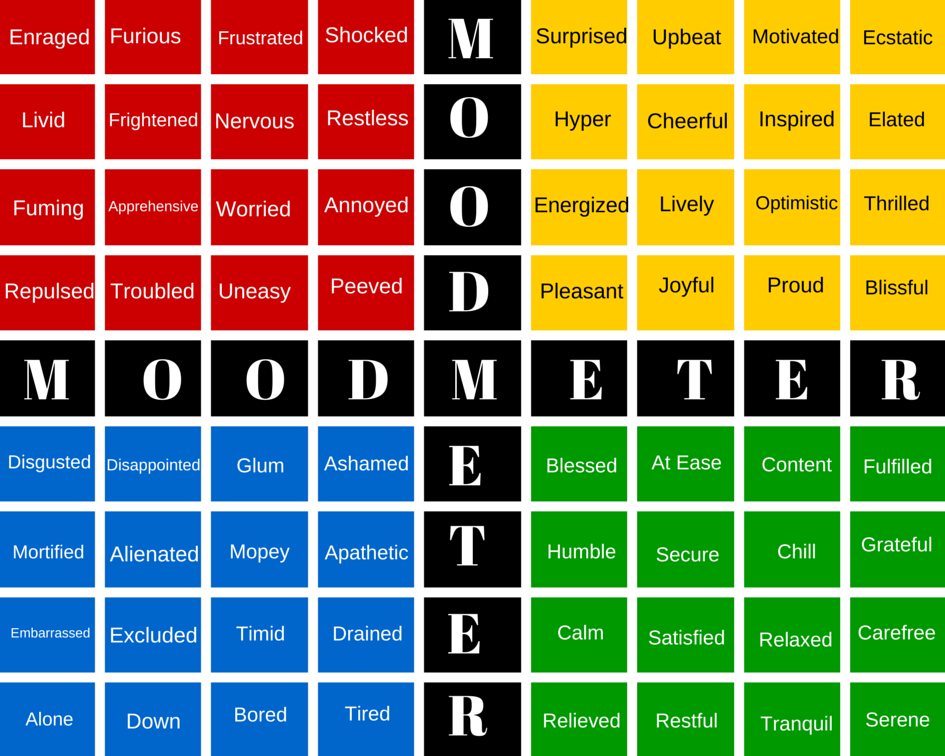 Enraged Furious Frustrated Shocked M Surprised Upbeat Motivated Ecstatic
Livid Frightened Nervous Restless O Hyper Cheerful Inspired Elated
Fuming Apprehensive Worried Annoyed O Energized Lively Optimistic Thrilled
Repulsed Troubled Uneasy Peeved D Pleasant Joyful Proud Blissful
M O O D M E T E R
Disgusted Disappointed Glum Ashamed E Blessed At Ease Content Fulfilled
Mortified Alienated Mopey Apathetic T Humble Secure Chill Grateful
Embarrassed Excluded Timid Drained E Calm Satisfied Relaxed Carefree
Alone Down Bored Tired R Relieved Restful Tranquil Serene